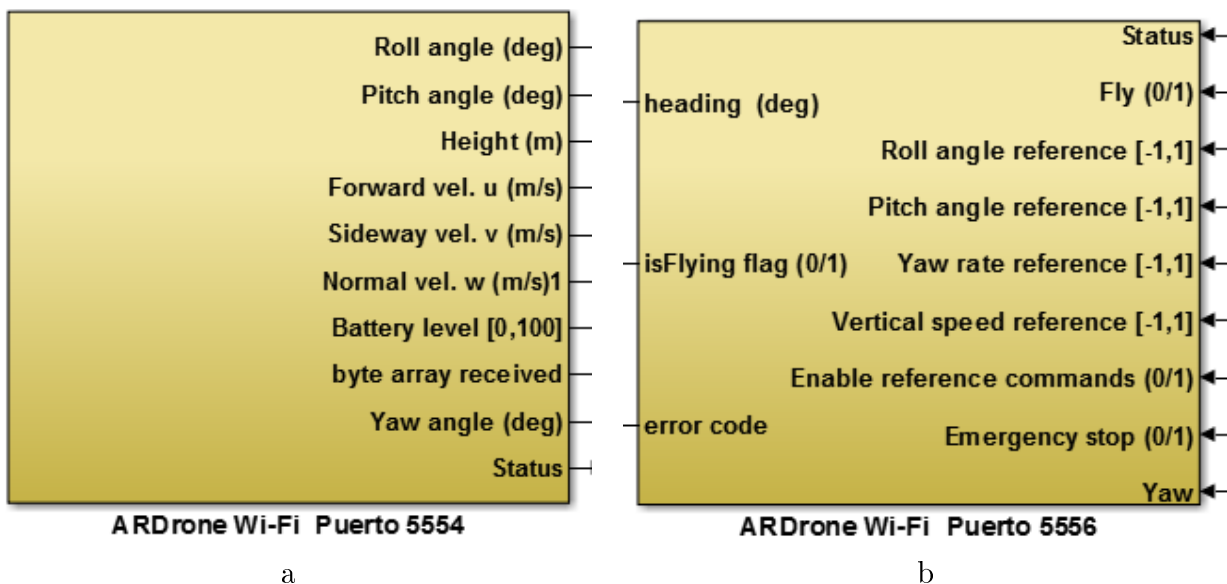 Roll angle (deg)
Pitch angle (deg)
Height (m)
Forward vel. u (m/s)
Sideway vel. v (m/s)
Normal vel. w (m/s)1
Battery level [0,100]
byte array received
Yaw angle (deg)
Status
ARDrone Wi-Fi  Puerto 5554
a
heading  (deg)
isFlying flag (0/1)
error code
Status
Fly (0/1)
Roll angle reference [-1,1]
Pitch angle reference [-1,1]
Yaw rate reference [-1,1]
Vertical speed reference [-1,1]
Enable reference commands (0/1)
Emergency stop (0/1)
Yaw
ARDrone Wi-Fi  Puerto 5556
b